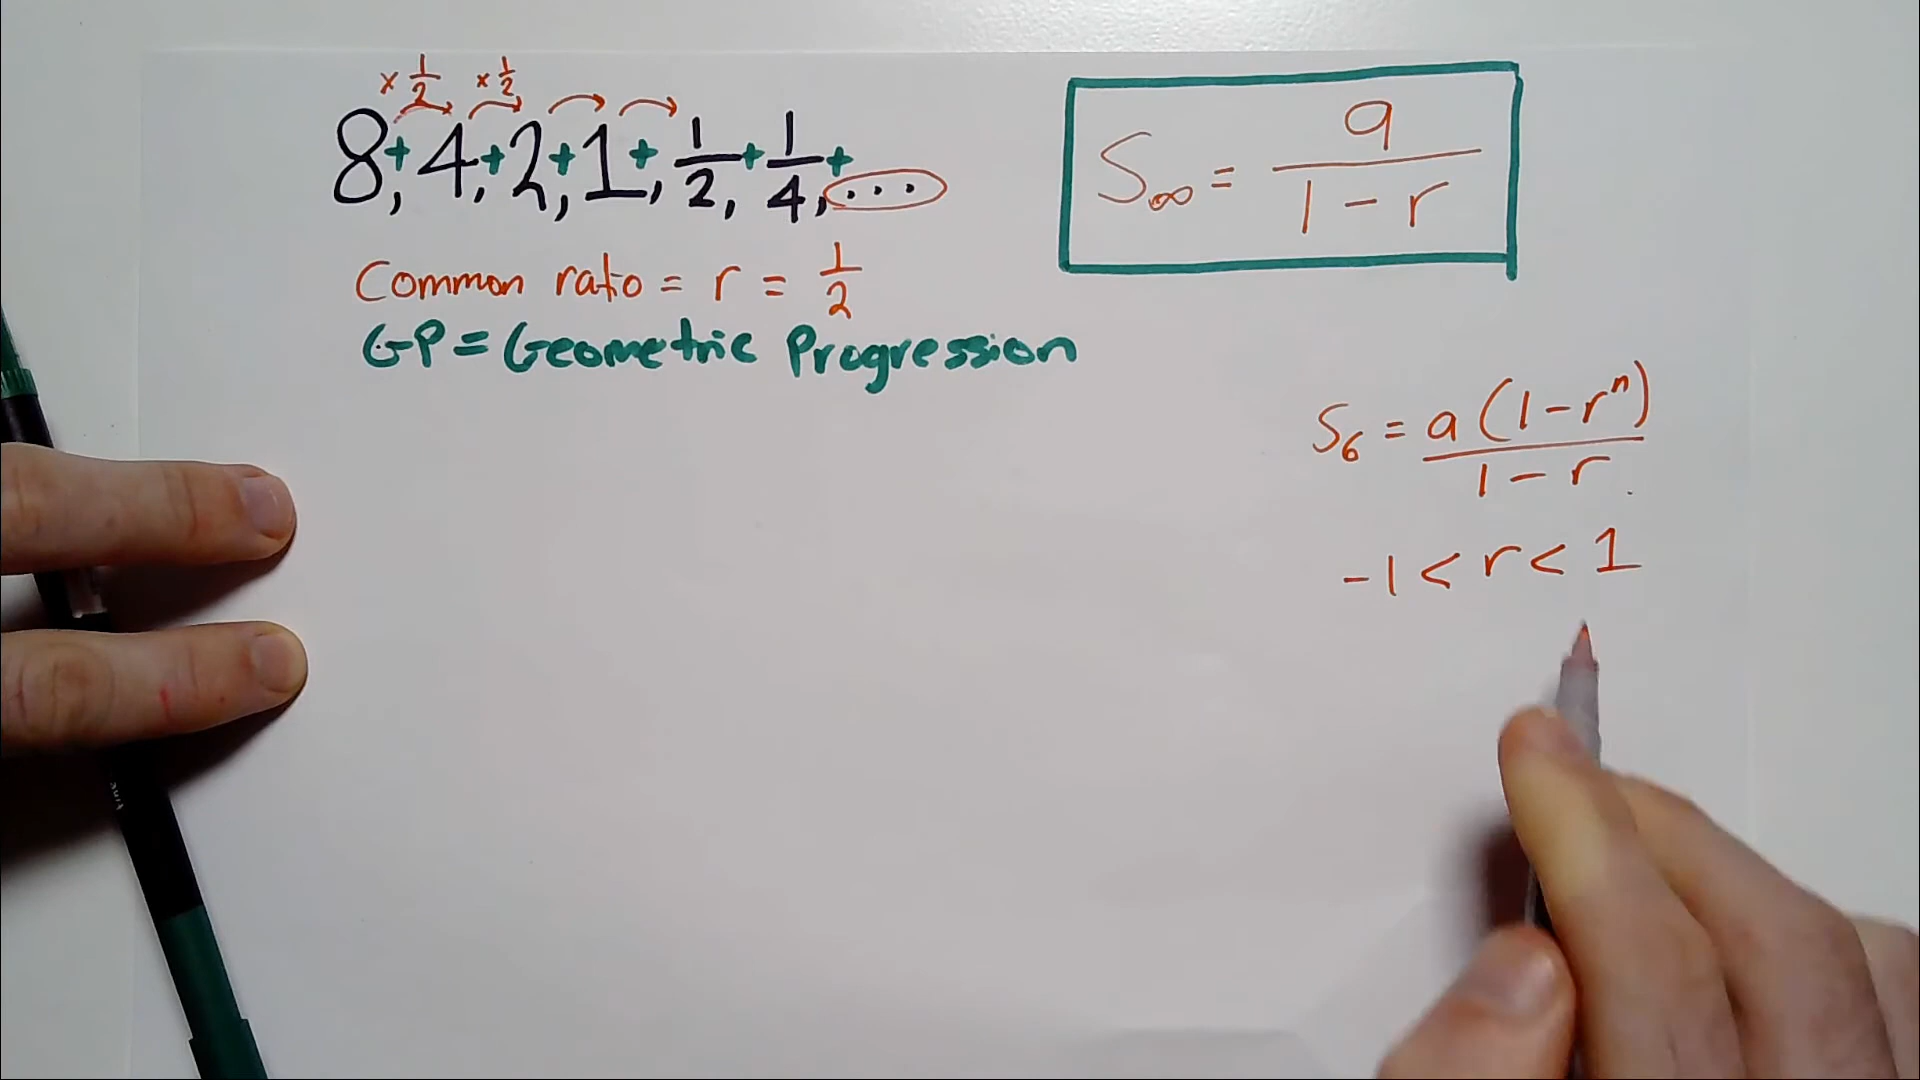 × 1/2 × 1/2
8, + 4, + 2, + 1, + 1/2, + 1/4, + ...
Common ratio = r = 1/2
GP = Geometric Progression
S∞ = a / 1 - r
S6 = a (1 - r^n) / 1 - r
-1 < r < 1